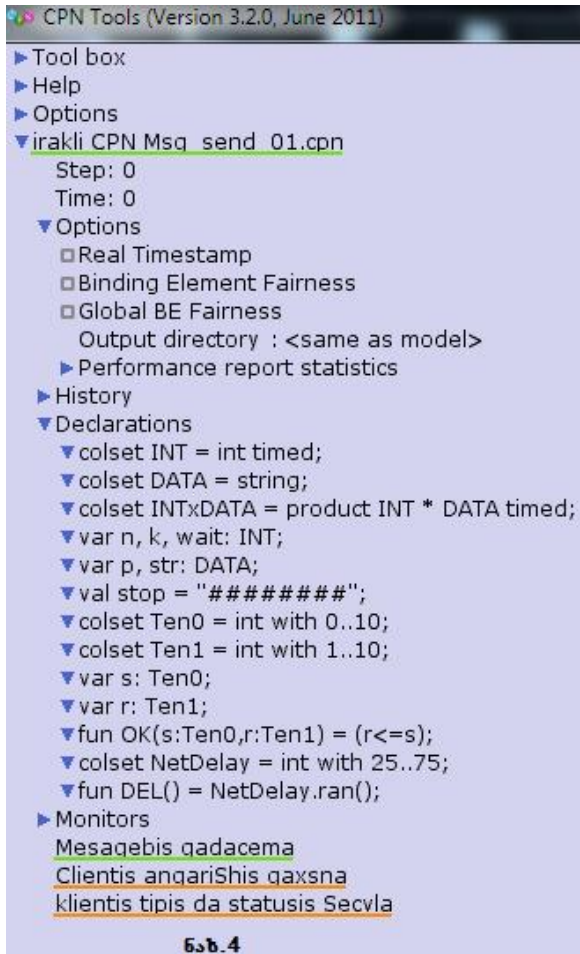 CPN Tools (Version 3.2.0, June 2011)
Tool box
Help
Options
irakli CPN Msg_send_01.cpn
Step: 0
Time: 0
Options
Real Timestamp
Binding Element Fairness
Global BE Fairness
Output directory : <same as model>
Performance report statistics
History
Declarations
colset INT = int timed;
colset DATA = string;
colset INTxDATA = product INT * DATA timed;
var n, k, wait: INT;
var p, str: DATA;
val stop = "########";
colset Ten0 = int with 0..10;
colset Ten1 = int with 1..10;
var s: Ten0;
var r: Ten1;
fun OK(s:Ten0,r:Ten1) = (r<=s);
colset NetDelay = int with 25..75;
fun DEL() = NetDelay.ran();
Monitors
Mesagebis gadacema
Clientis angariShis gaxsna
klientis tipis da statusis Secvla
ნახ.4